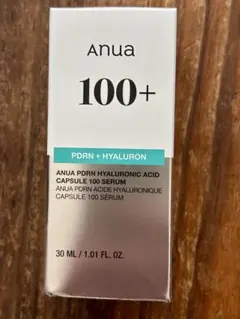 Anua
100+
PDRN + HYALURON
ANUA PDRN HYALURONIC ACID
CAPSULE 100 SERUM
ANUA PDRN ACIDE HYALURONIQUE
CAPSULE 100 SÉRUM
30 ML / 1.01 FL. OZ.